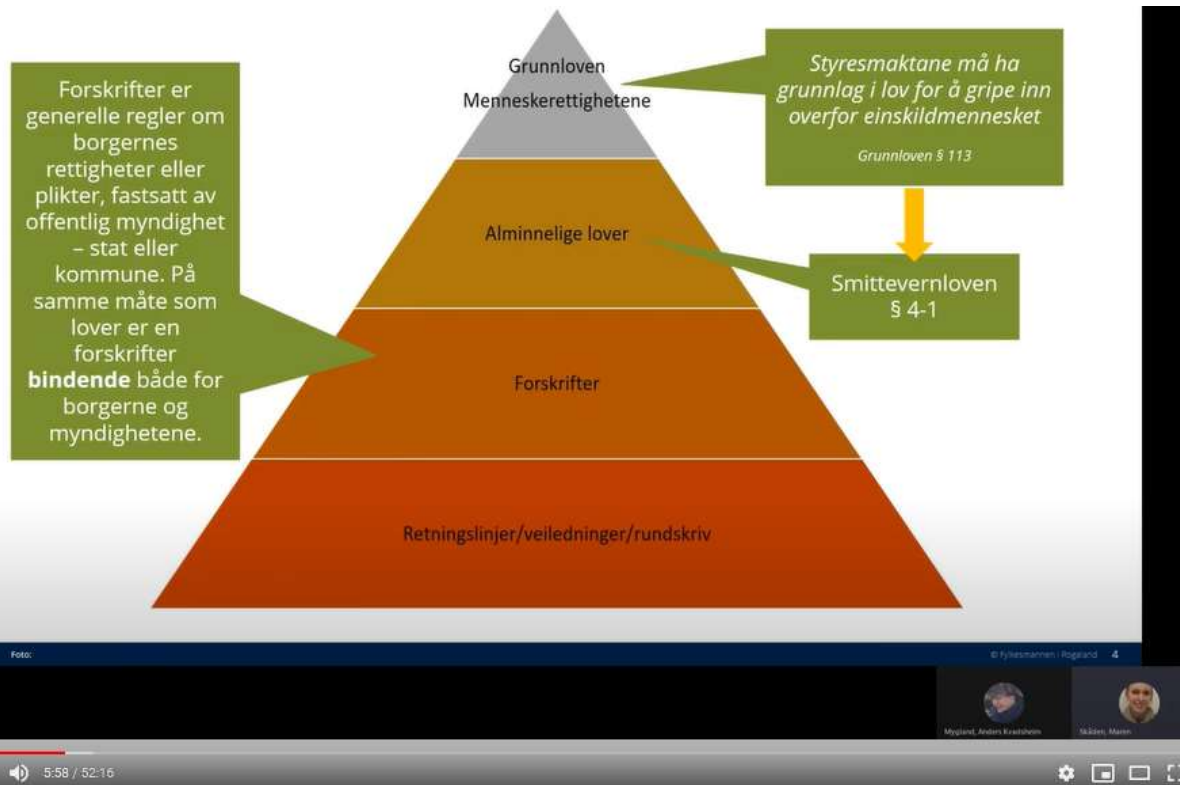 Grunnloven
Menneskerettighetene
Styresmaktane må ha
grunnlag i lov for å gripe inn
overfor einskildmennesket
Grunnloven § 113
Forskrifter er
generelle regler om
borgernes
rettigheter eller
plikter, fastsatt av
offentlig myndighet
– stat eller
kommune. På
samme måte som
lover er en
forskrifter
bindende både for
borgerne og
myndighetene.
Alminnelige lover
Smittevernloven
§ 4-1
Forskrifter
Retningslinjer/veiledninger/rundskriv
Foto:
© Fylkesmannen i Rogaland 4
Mygland, Anders Kvadsheim
Skåden, Maren
5:58 / 52:16